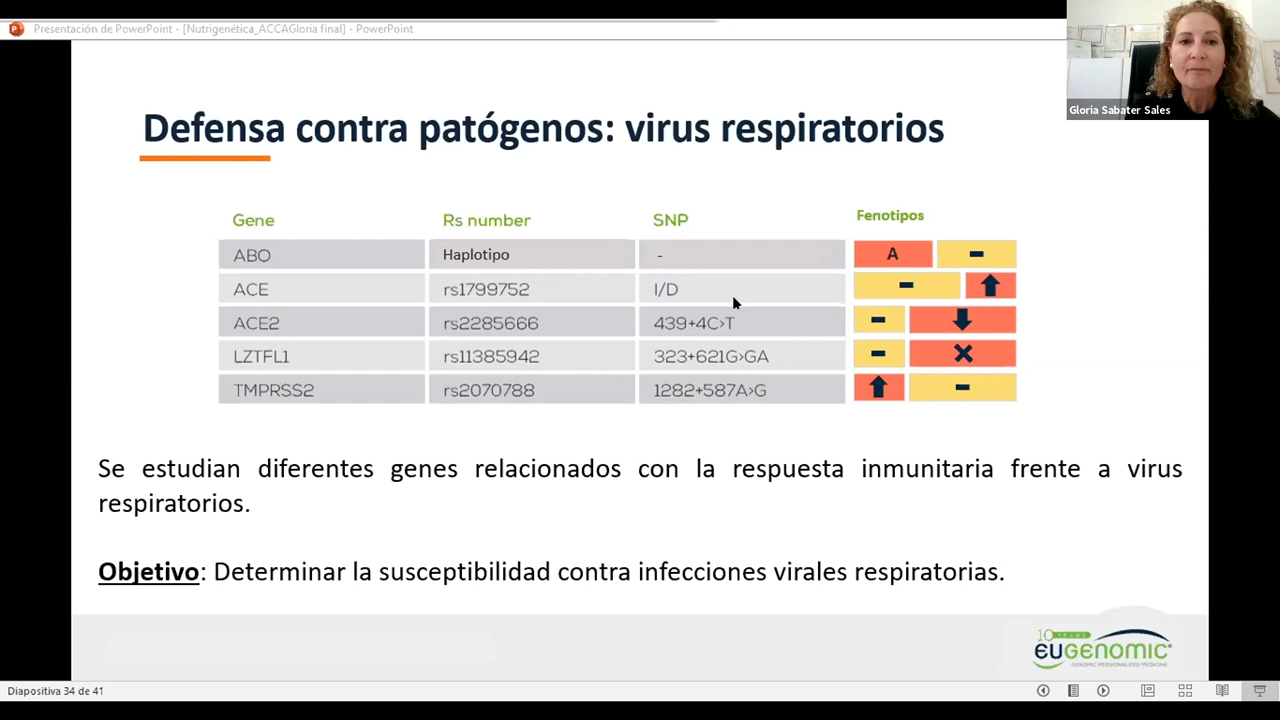 Presentación de PowerPoint - [Nutrigenética_ACCAGloria final] - PowerPoint
Gloria Sabater Sales
Defensa contra patógenos: virus respiratorios
Gene Rs number SNP Fenotipos
ABO Haplotipo - A -
ACE rs1799752 I/D -
ACE2 rs2285666 439+4C>T -
LZTFL1 rs11385942 323+621G>GA -
TMPRSS2 rs2070788 1282+587A>G -
Se estudian diferentes genes relacionados con la respuesta inmunitaria frente a virus
respiratorios.
Objetivo: Determinar la susceptibilidad contra infecciones virales respiratorias.
10 YEARS
EUGENOMIC
GENOMIC PERSONALIZED MEDICINE
Diapositiva 34 de 41